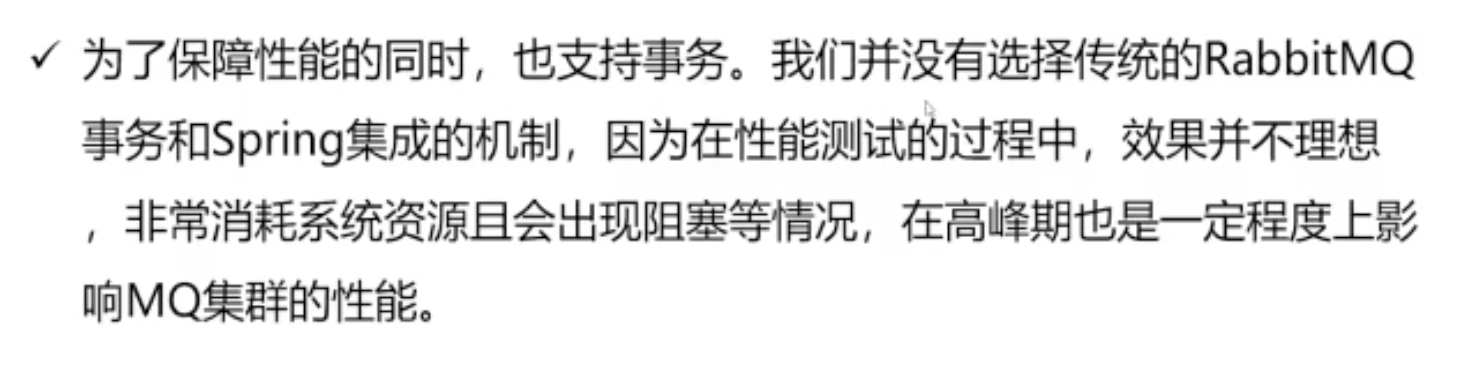 ✓ 为了保障性能的同时，也支持事务。我们并没有选择传统的RabbitMQ
事务和Spring集成的机制，因为在性能测试的过程中，效果并不理想
，非常消耗系统资源且会出现阻塞等情况，在高峰期也是一定程度上影
响MQ集群的性能。